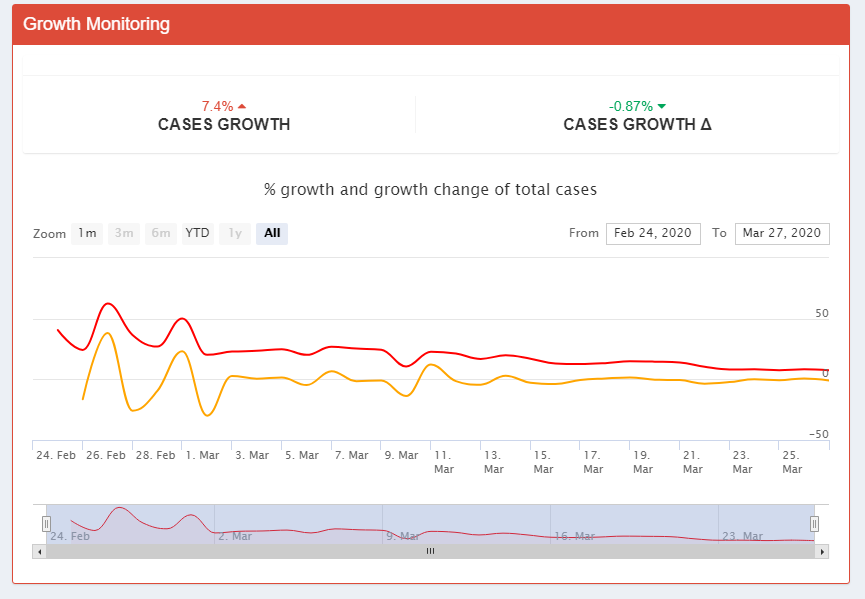 Growth Monitoring
7.4%
CASES GROWTH
-0.87%
CASES GROWTH Δ
% growth and growth change of total cases
Zoom 1m 3m 6m YTD 1y All From Feb 24, 2020 To Mar 27, 2020
50
0
−50
24. Feb 26. Feb 28. Feb 1. Mar 3. Mar 5. Mar 7. Mar 9. Mar 11. Mar 13. Mar 15. Mar 17. Mar 19. Mar 21. Mar 23. Mar 25. Mar
24. Feb 2. Mar 9. Mar 16. Mar 23. Mar